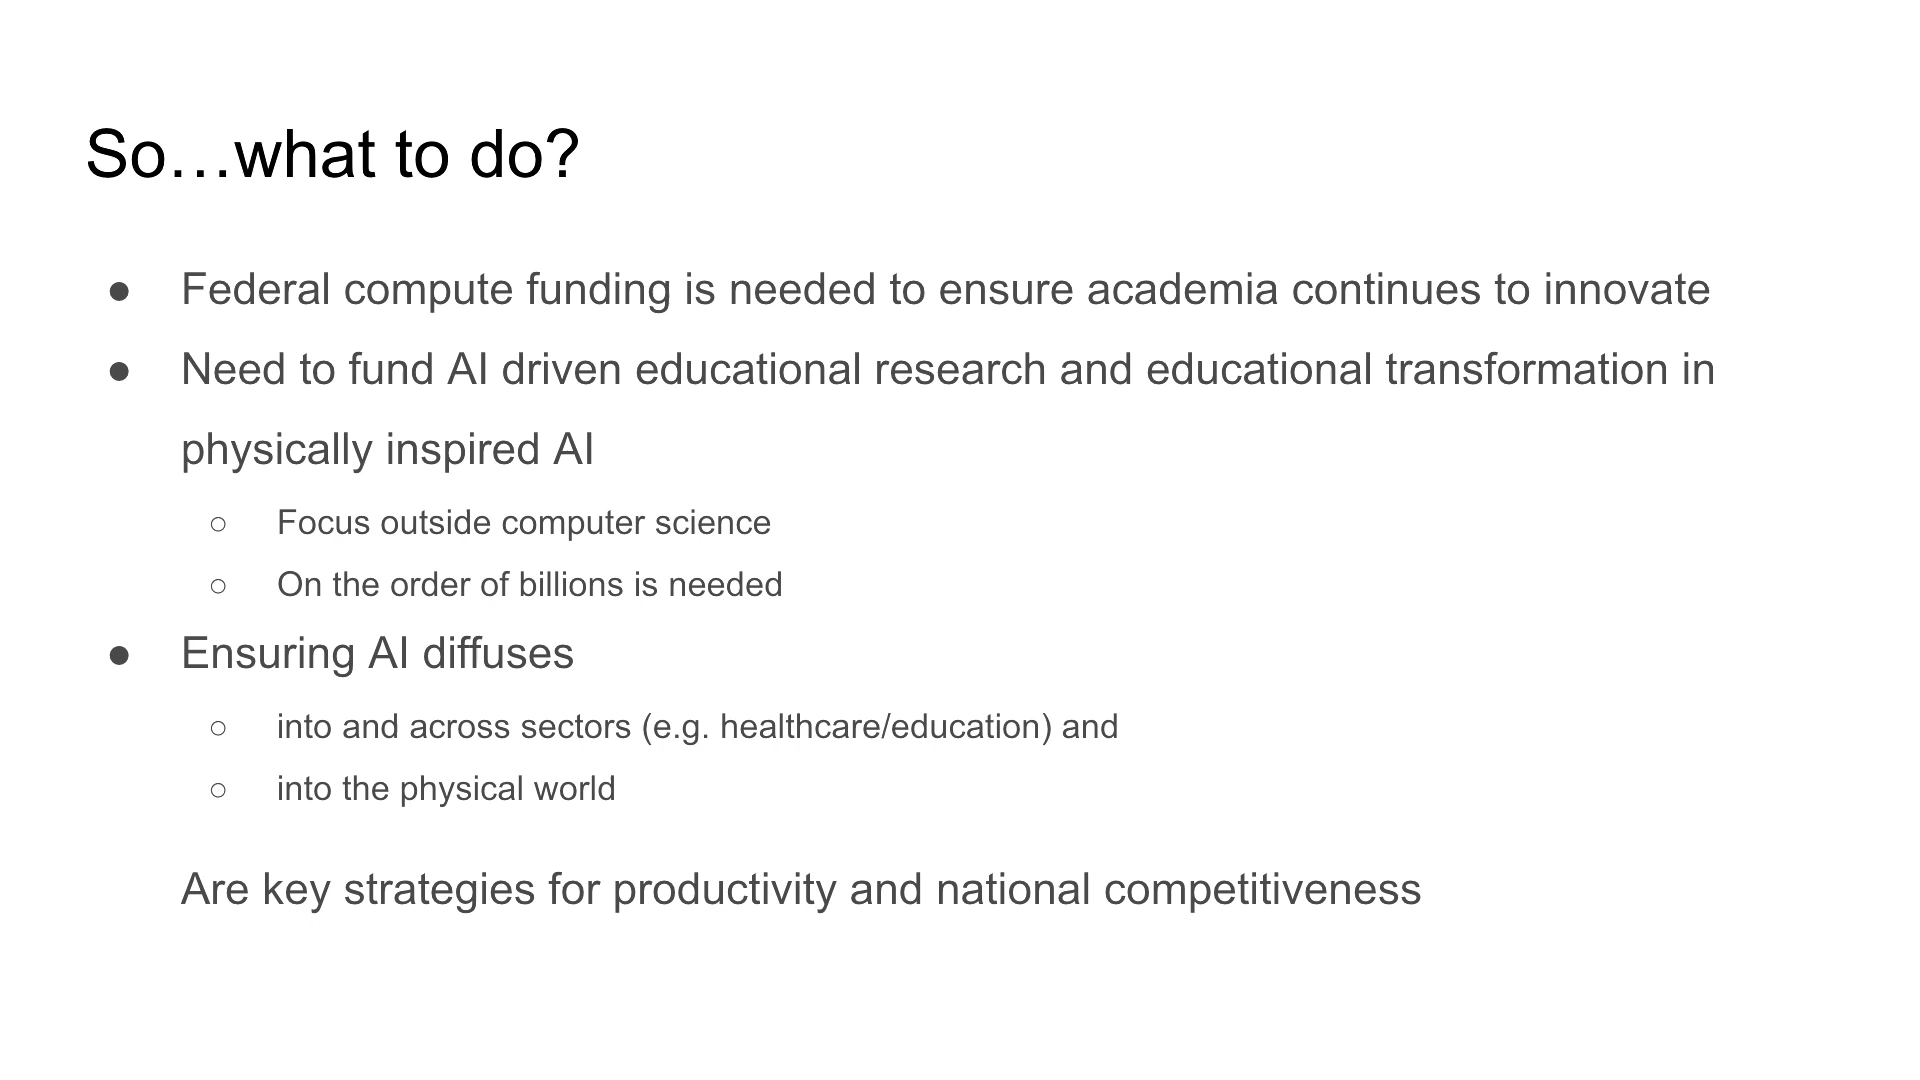 So…what to do?
● Federal compute funding is needed to ensure academia continues to innovate
● Need to fund AI driven educational research and educational transformation in
physically inspired AI
○ Focus outside computer science
○ On the order of billions is needed
● Ensuring AI diffuses
○ into and across sectors (e.g. healthcare/education) and
○ into the physical world
Are key strategies for productivity and national competitiveness